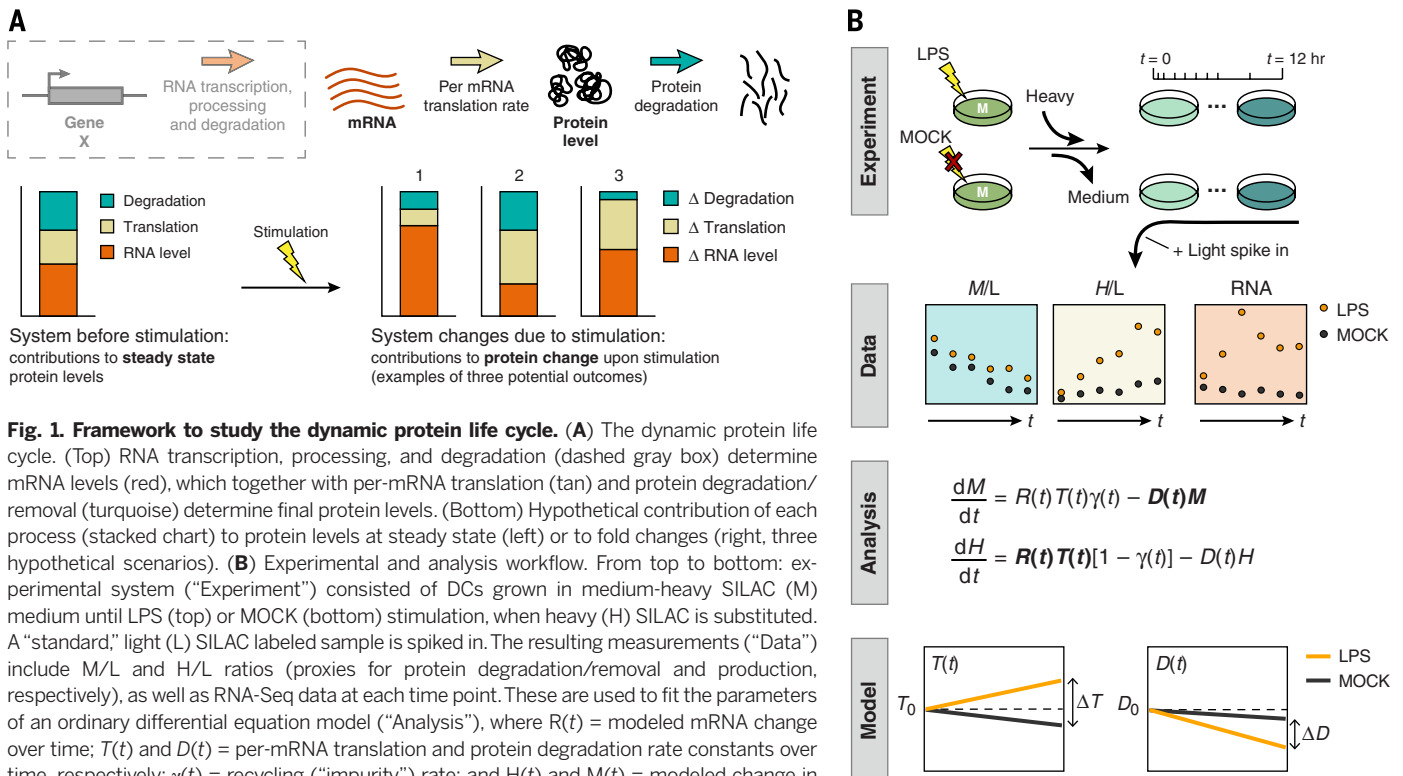 A
RNA transcription,
processing
and degradation
Gene
X
mRNA
Per mRNA
translation rate
Protein
level
Protein
degradation
Degradation
Translation
RNA level
Stimulation
1
2
3
Δ Degradation
Δ Translation
Δ RNA level
System before stimulation:
contributions to steady state
protein levels
System changes due to stimulation:
contributions to protein change upon stimulation
(examples of three potential outcomes)
Fig. 1. Framework to study the dynamic protein life cycle. (A) The dynamic protein life
cycle. (Top) RNA transcription, processing, and degradation (dashed gray box) determine
mRNA levels (red), which together with per-mRNA translation (tan) and protein degradation/
removal (turquoise) determine final protein levels. (Bottom) Hypothetical contribution of each
process (stacked chart) to protein levels at steady state (left) or to fold changes (right, three
hypothetical scenarios). (B) Experimental and analysis workflow. From top to bottom: ex-
perimental system (“Experiment”) consisted of DCs grown in medium-heavy SILAC (M)
medium until LPS (top) or MOCK (bottom) stimulation, when heavy (H) SILAC is substituted.
A “standard,” light (L) SILAC labeled sample is spiked in. The resulting measurements (“Data”)
include M/L and H/L ratios (proxies for protein degradation/removal and production,
respectively), as well as RNA-Seq data at each time point. These are used to fit the parameters
of an ordinary differential equation model (“Analysis”), where R(t) = modeled mRNA change
over time; T(t) and D(t) = per-mRNA translation and protein degradation rate constants over
time, respectively; γ(t) = recycling (“impurity”) rate; and H(t) and M(t) = modeled change in
B
Experiment
LPS
M
MOCK
M
Heavy
Medium
t = 0
t = 12 hr
...
...
+ Light spike in
Data
M/L
H/L
RNA
LPS
MOCK
t
t
t
Analysis
dM/dt = R(t)T(t)γ(t) − D(t)M
dH/dt = R(t)T(t)[1 − γ(t)] − D(t)H
Model
T(t)
T0
ΔT
D(t)
D0
ΔD
LPS
MOCK